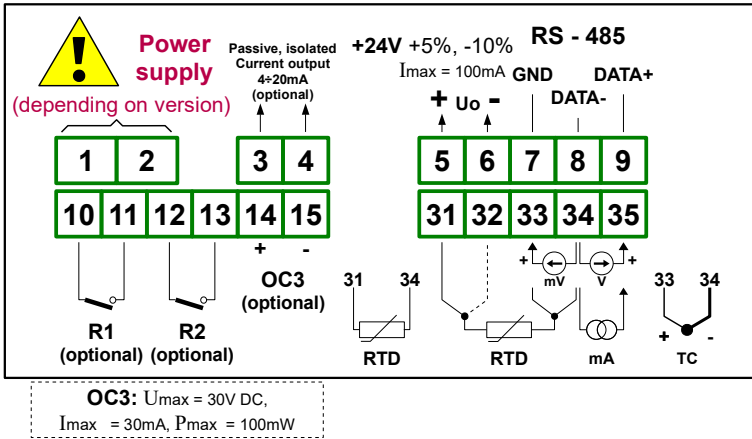 Power
supply
(depending on version)
Passive, isolated
Current output
4÷20mA
(optional)
+24V +5%, -10%
Imax = 100mA
+ Uo -
RS - 485
GND
DATA-
DATA+
1 2 3 4 5 6 7 8 9
10 11 12 13 14 15 31 32 33 34 35
R1
(optional)
R2
(optional)
+ -
OC3
(optional)
31 34
RTD
RTD
+ mV
V +
mA
33 34
+ -
TC
OC3: Umax = 30V DC,
Imax = 30mA, Pmax = 100mW